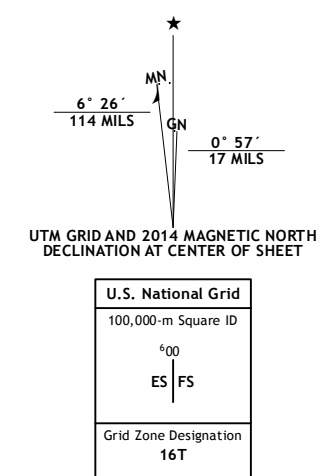 ★
MN
6° 26´
114 MILS
GN
0° 57´
17 MILS
UTM GRID AND 2014 MAGNETIC NORTH
DECLINATION AT CENTER OF SHEET
U.S. National Grid
100,000-m Square ID
⁶00
ES FS
Grid Zone Designation
16T